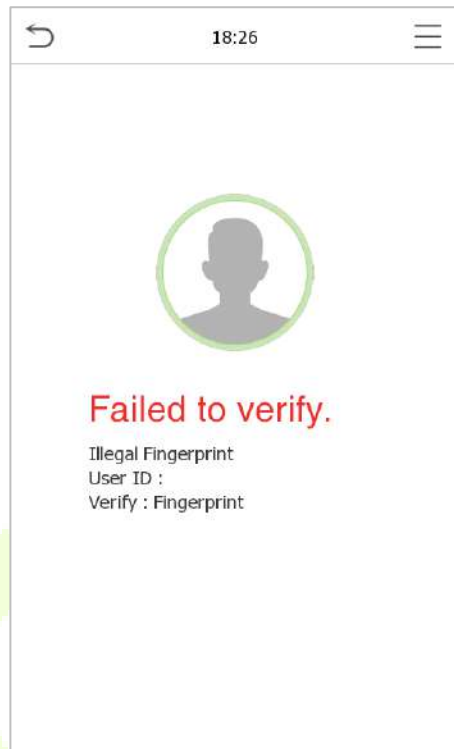 18:26
Failed to verify.
Illegal Fingerprint
User ID :
Verify : Fingerprint